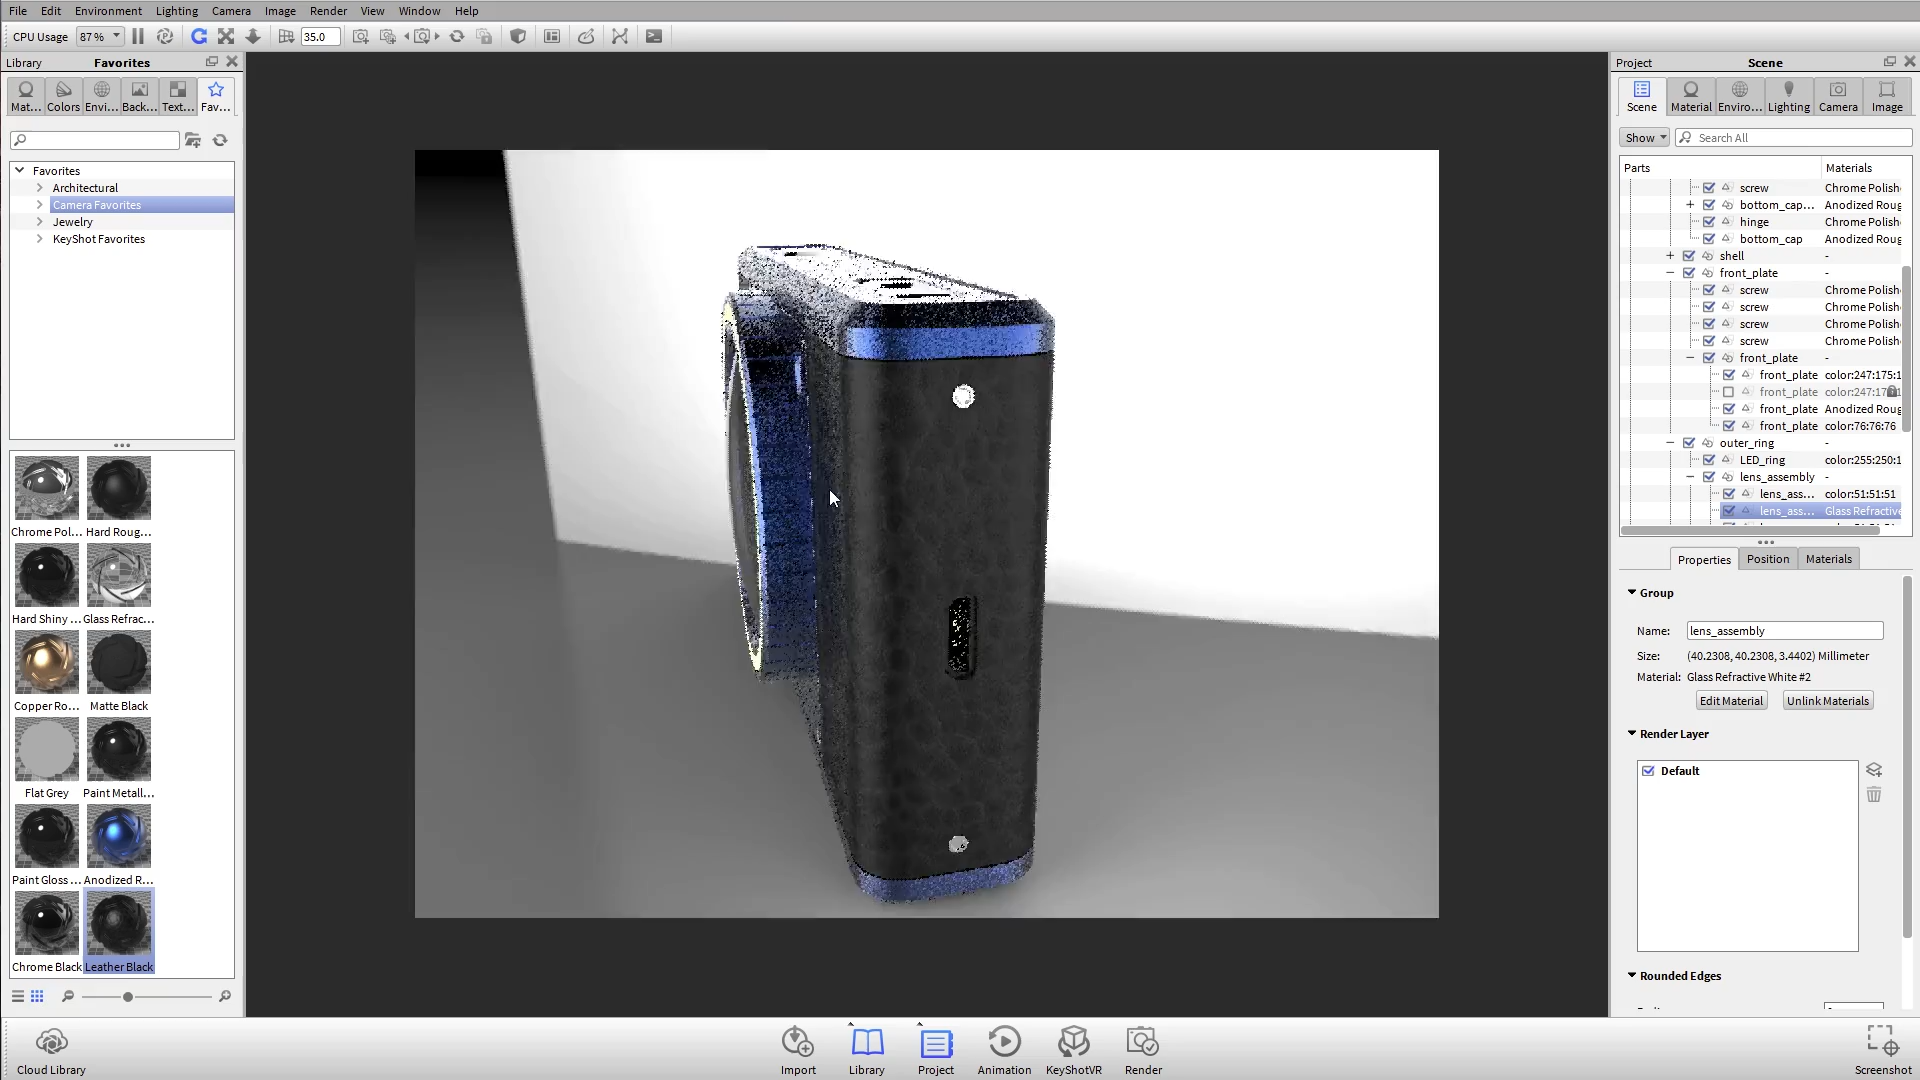 File Edit Environment Lighting Camera Image Render View Window Help
CPU Usage 87 % 35.0
Library Favorites
Mat... Colors Envi... Back... Text... Fav...
Favorites
Architectural
Camera Favorites
Jewelry
KeyShot Favorites
Chrome Pol... Hard Roug...
Hard Shiny ... Glass Refrac...
Copper Ro... Matte Black
Flat Grey Paint Metall...
Paint Gloss ... Anodized R...
Chrome Black Leather Black
Project Scene
Scene Material Enviro... Lighting Camera Image
Show Search All
Parts Materials
screw Chrome Polish
bottom_cap... Anodized Roug
hinge Chrome Polish
bottom_cap Anodized Roug
shell -
front_plate -
screw Chrome Polish
screw Chrome Polish
screw Chrome Polish
screw Chrome Polish
front_plate -
front_plate color:247:175:1
front_plate
front_plate Anodized Roug
front_plate color:76:76:76
outer_ring -
LED_ring color:255:250:1
lens_assembly -
lens_ass... color:51:51:51
lens_ass... Glass Refractive
Properties Position Materials
Group
Name: lens_assembly
Size: (40.2308, 40.2308, 3.4402) Millimeter
Material: Glass Refractive White #2
Edit Material Unlink Materials
Render Layer
Default
Rounded Edges
Cloud Library Import Library Project Animation KeyShotVR Render Screenshot